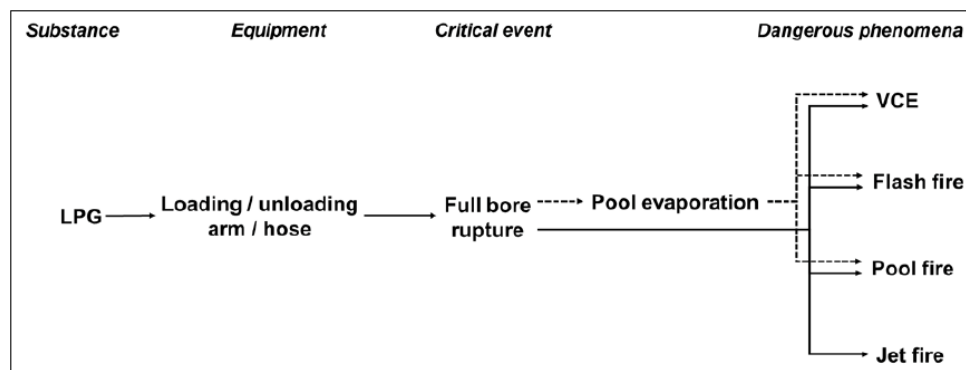 Substance Equipment Critical event Dangerous phenomena
VCE
Flash fire
LPG Loading / unloading Full bore Pool evaporation
arm / hose rupture
Pool fire
Jet fire